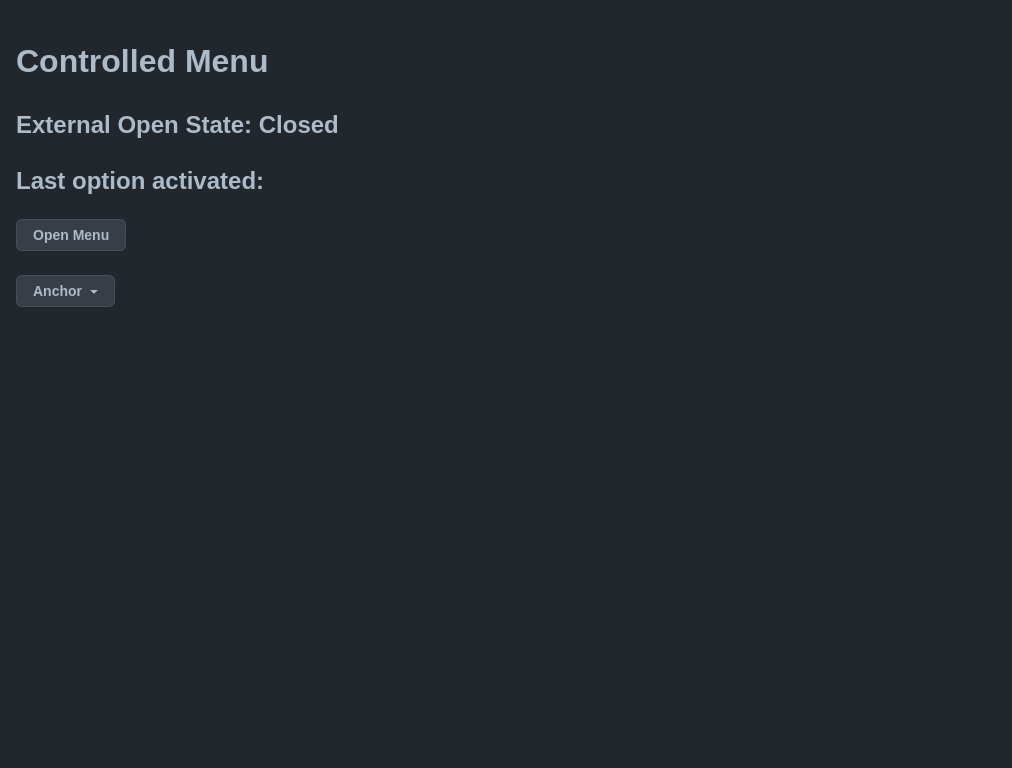 Controlled Menu
External Open State: Closed
Last option activated:
Open Menu
Anchor